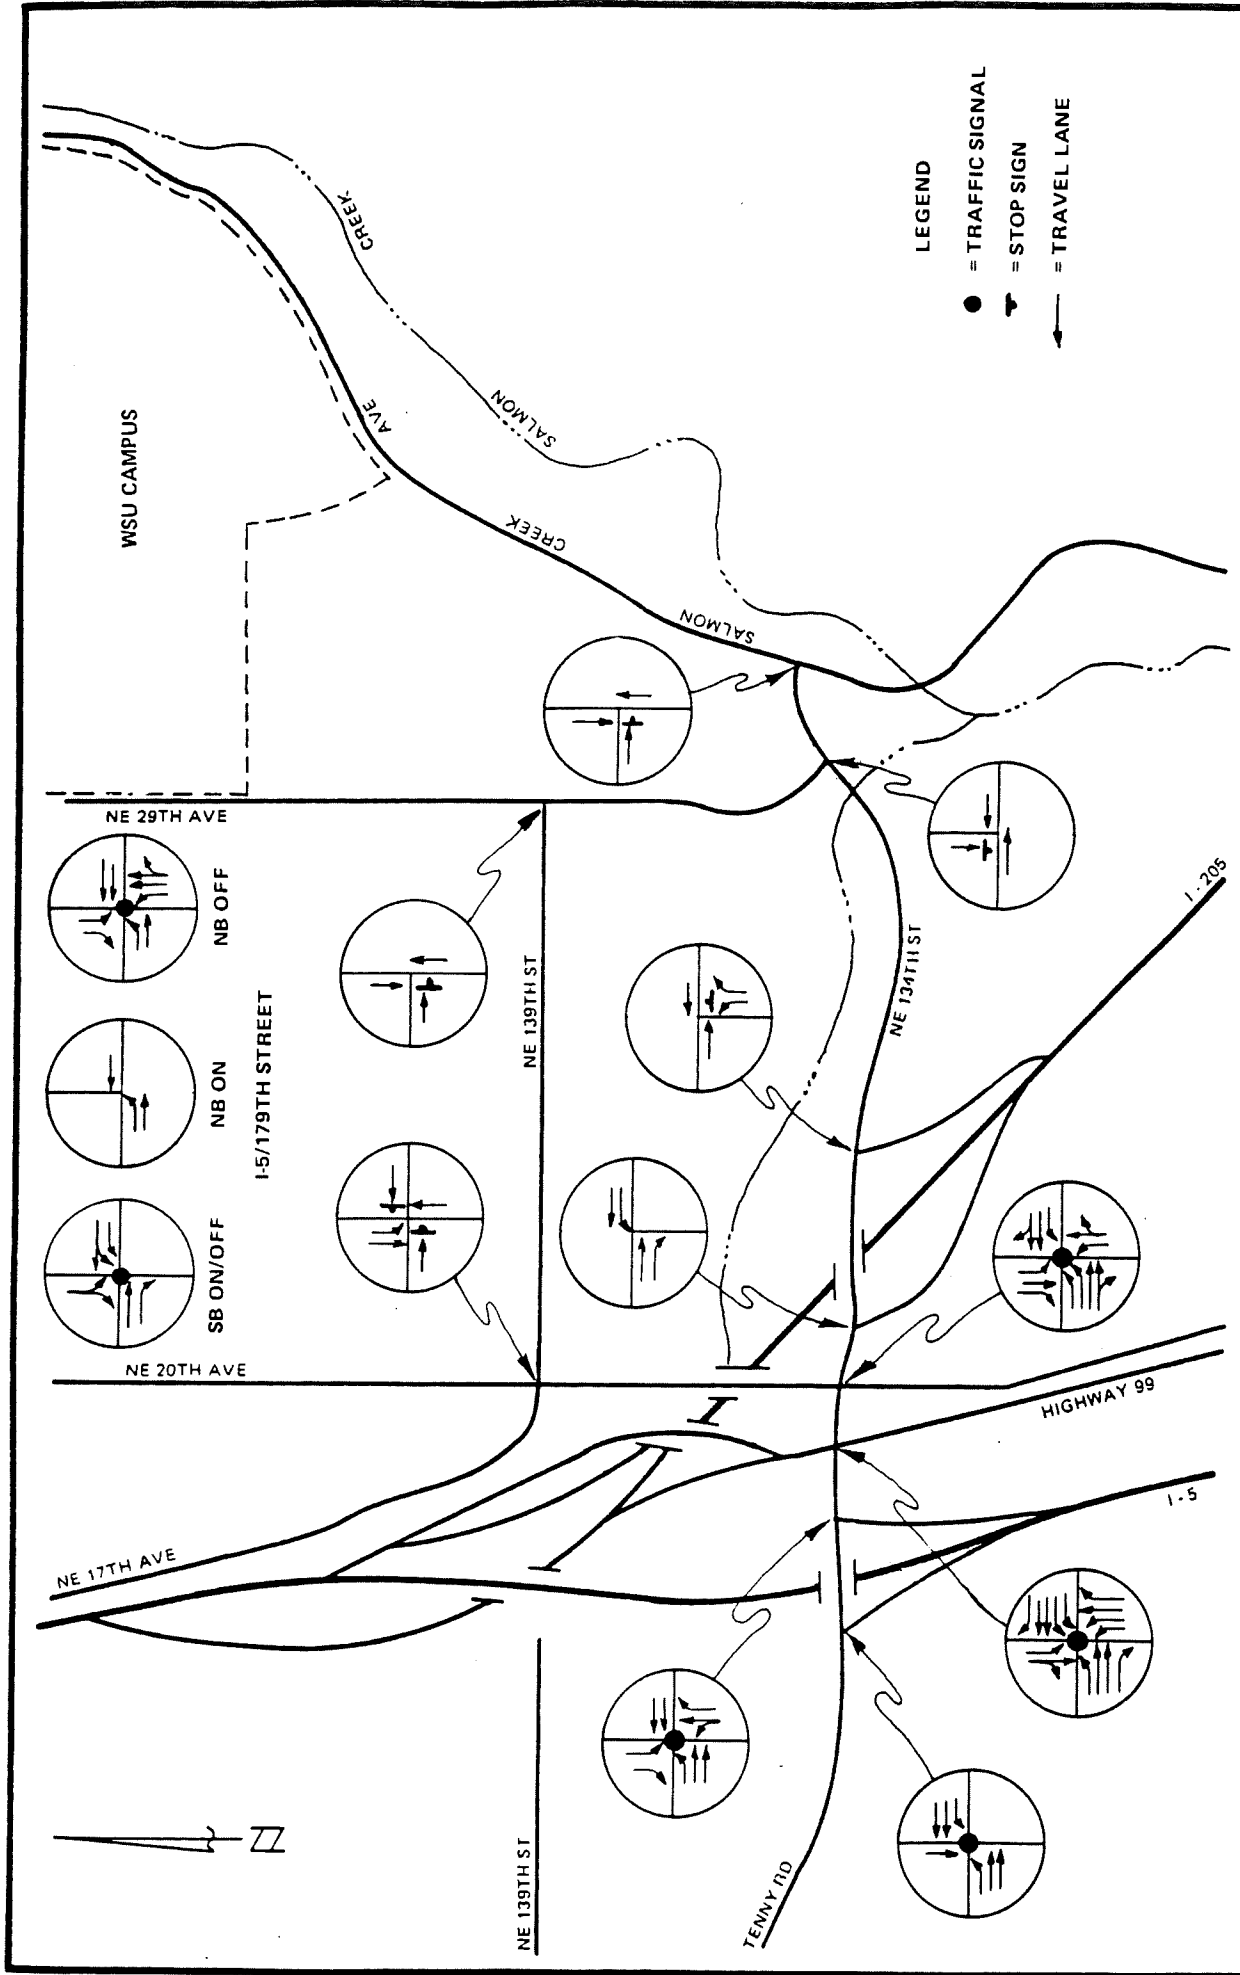 WSU CAMPUS
CREEK
SALMON
AVE
CREEK
SALMON
LEGEND
= TRAFFIC SIGNAL
= STOP SIGN
= TRAVEL LANE
NE 29TH AVE
NB OFF
NB ON
SB ON/OFF
I-5/179TH STREET
NE 139TH ST
NE 134TH ST
I-205
NE 20TH AVE
HIGHWAY 99
NE 17TH AVE
I-5
N
NE 139TH ST
TENNY RD